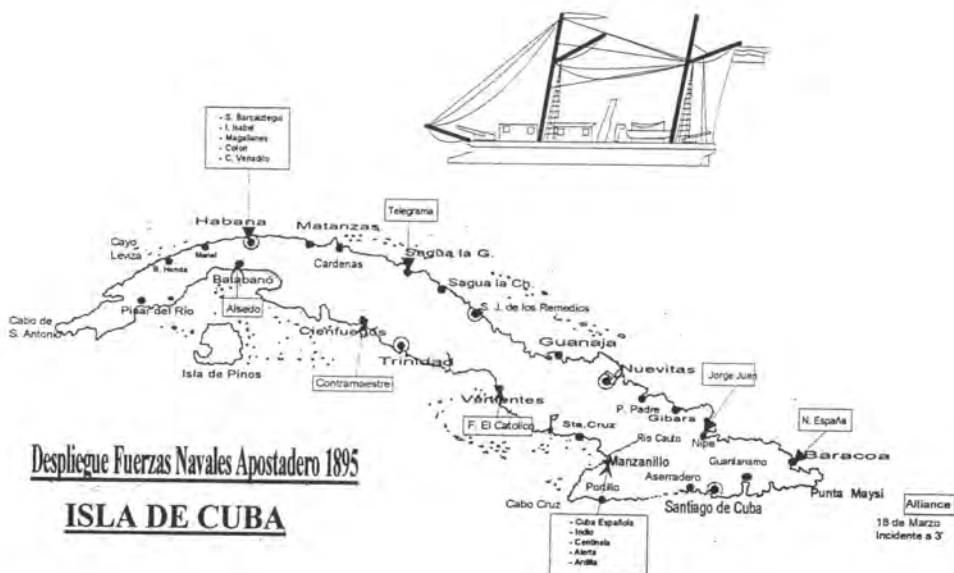 - S. Barcaiztegui
- I. Isabel
- Magallanes
- Colon
- C. Venadito
Telegrama
Habana
Matanzas
Cayo
Leviza
Mariel
B. Honda
Cardenas
Sagua la G.
Batabanó
Sagua la Ch.
Alsedo
Pinar del Rio
S. J. de los Remedios
Cabo de
S. Antonio
Cienfuegos
Trinidad
Guanaja
Isla de Pinos
Contramaestre
Nuevitas
Jorge Juan
Vertientes
P. Padre
Gibara
F. El Catolico
Sta. Cruz
Rio Cauto
Nipe
N. España
Baracoa
Despliegue Fuerzas Navales Apostadero 1895
ISLA DE CUBA
Manzanillo
Guantanamo
Portillo
Aserradero
Punta Maysi
Cabo Cruz
Santiago de Cuba
- Cuba Española
- Indio
- Centinela
- Alerta
- Ardilla
Alliance
18 de Marzo
Incidente a 3'